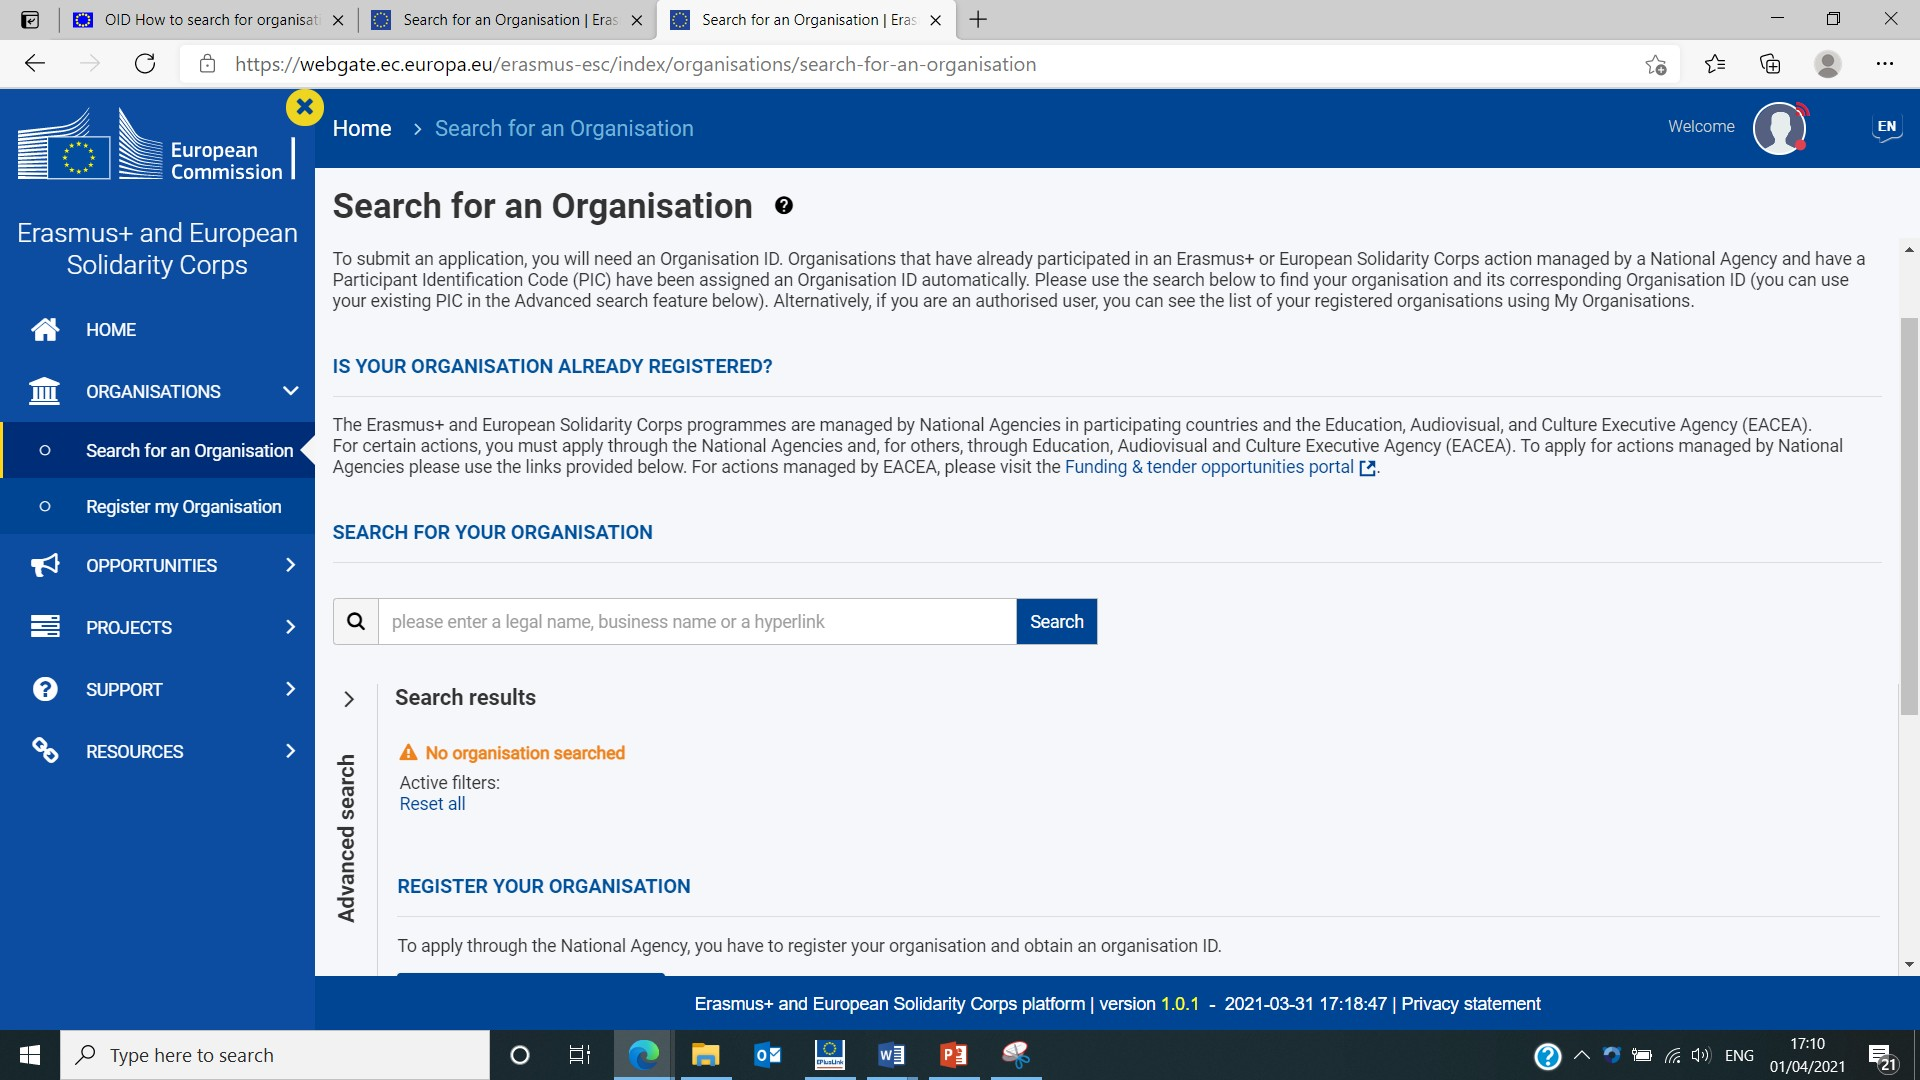 OID How to search for organisat
Search for an Organisation | Eras
Search for an Organisation | Eras
https://webgate.ec.europa.eu/erasmus-esc/index/organisations/search-for-an-organisation
European
Commission
Home > Search for an Organisation
Welcome
EN
Erasmus+ and European
Solidarity Corps
HOME
ORGANISATIONS
Search for an Organisation
Register my Organisation
OPPORTUNITIES
PROJECTS
SUPPORT
RESOURCES
Search for an Organisation
To submit an application, you will need an Organisation ID. Organisations that have already participated in an Erasmus+ or European Solidarity Corps action managed by a National Agency and have a
Participant Identification Code (PIC) have been assigned an Organisation ID automatically. Please use the search below to find your organisation and its corresponding Organisation ID (you can use
your existing PIC in the Advanced search feature below). Alternatively, if you are an authorised user, you can see the list of your registered organisations using My Organisations.
IS YOUR ORGANISATION ALREADY REGISTERED?
The Erasmus+ and European Solidarity Corps programmes are managed by National Agencies in participating countries and the Education, Audiovisual, and Culture Executive Agency (EACEA).
For certain actions, you must apply through the National Agencies and, for others, through Education, Audiovisual and Culture Executive Agency (EACEA). To apply for actions managed by National
Agencies please use the links provided below. For actions managed by EACEA, please visit the Funding & tender opportunities portal.
SEARCH FOR YOUR ORGANISATION
please enter a legal name, business name or a hyperlink
Search
Advanced search
Search results
No organisation searched
Active filters:
Reset all
REGISTER YOUR ORGANISATION
To apply through the National Agency, you have to register your organisation and obtain an organisation ID.
Erasmus+ and European Solidarity Corps platform | version 1.0.1 - 2021-03-31 17:18:47 | Privacy statement
Type here to search
ENG
17:10
01/04/2021
21